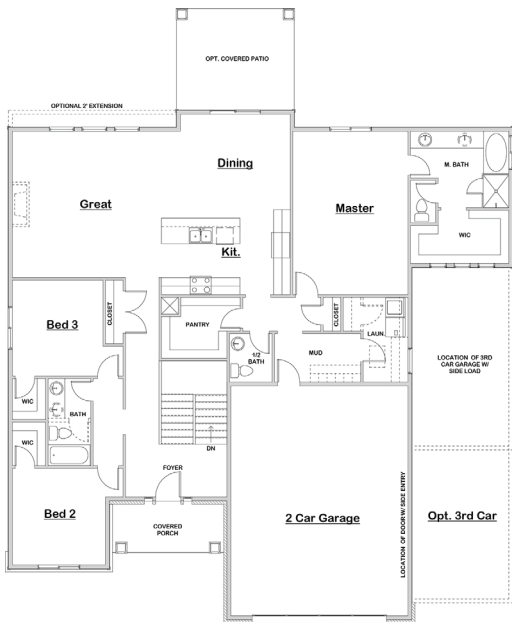 OPT. COVERED PATIO
OPTIONAL 2' EXTENSION
Dining
M. BATH
Great
Master
Kit.
WIC
CLOSET
Bed 3
PANTRY
CLOSET
LAUN.
1/2
BATH
MUD
LOCATION OF 3RD
CAR GARAGE W/
SIDE LOAD
WIC
BATH
WIC
DN
FOYER
Bed 2
COVERED
PORCH
2 Car Garage
LOCATION OF DOOR W/ SIDE ENTRY
Opt. 3rd Car